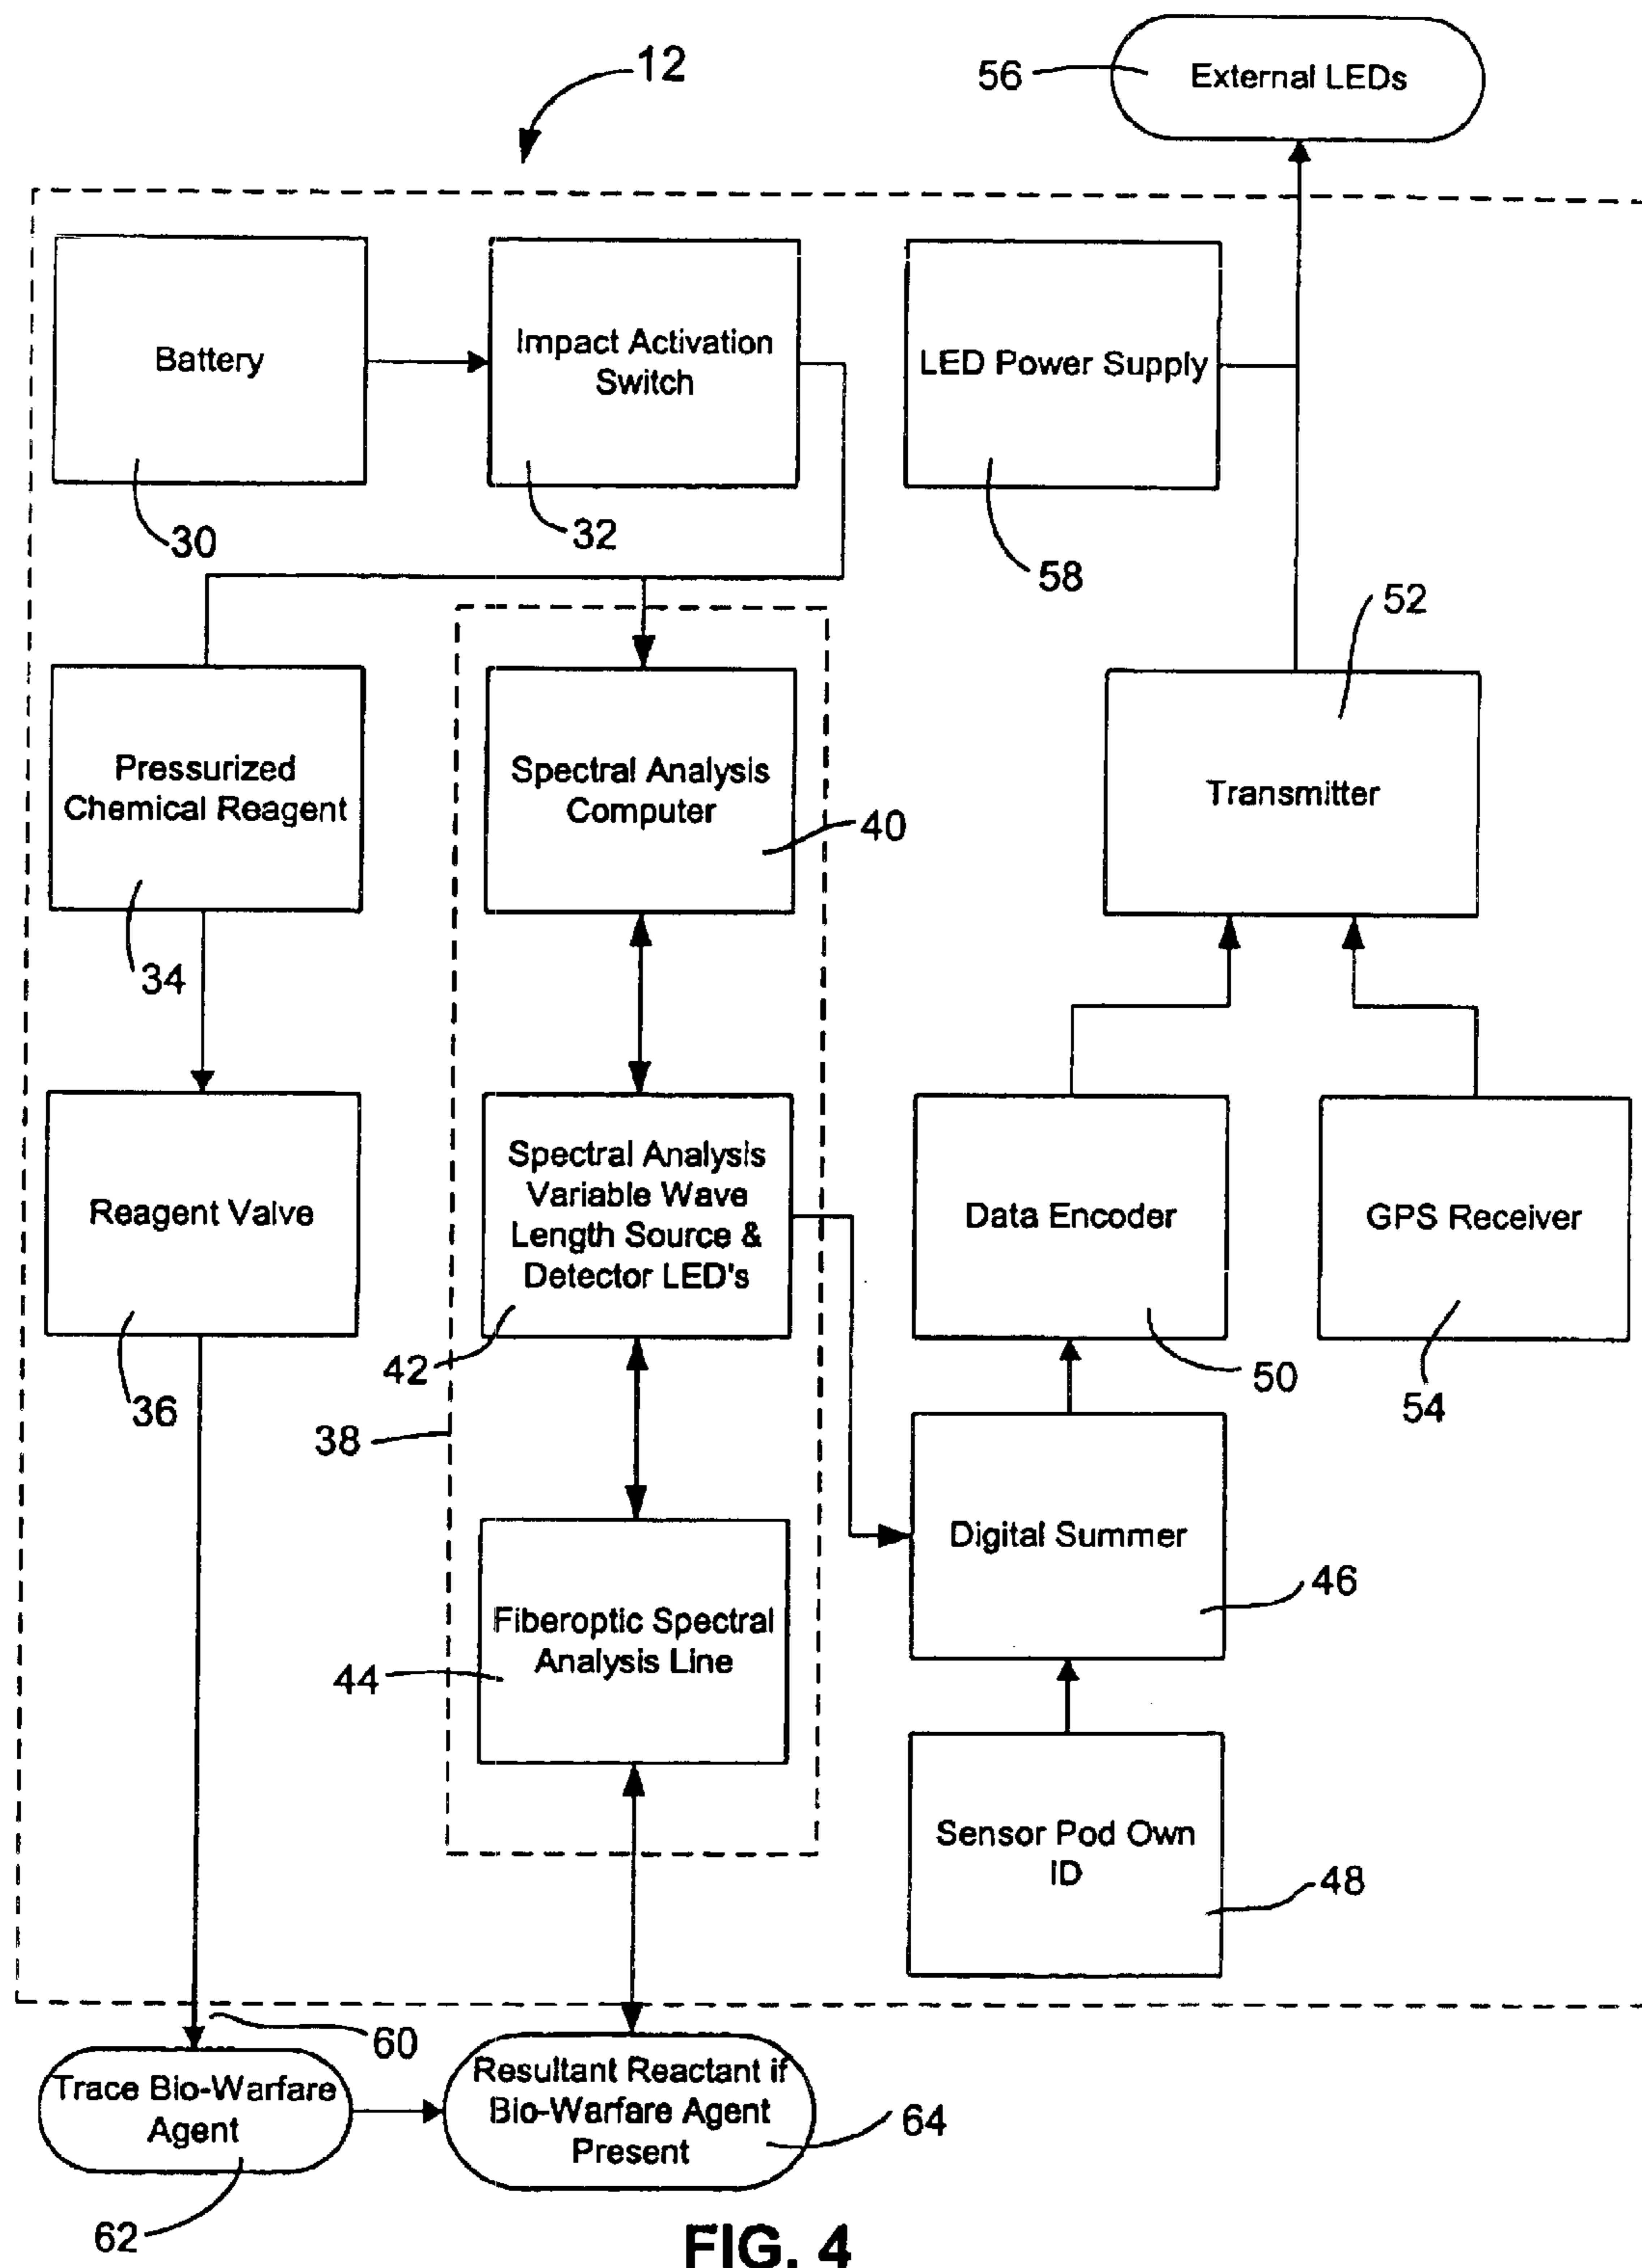 12
56
External LEDs
Battery
30
Impact Activation
Switch
32
LED Power Supply
58
52
Pressurized
Chemical Reagent
34
Spectral Analysis
Computer
40
Transmitter
Reagent Valve
36
Spectral Analysis
Variable Wave
Length Source &
Detector LED's
42
Data Encoder
50
GPS Receiver
54
38
Digital Summer
46
Fiberoptic Spectral
Analysis Line
44
Sensor Pod Own
ID
48
60
Trace Bio-Warfare
Agent
62
Resultant Reactant if
Bio-Warfare Agent
Present
64
FIG. 4